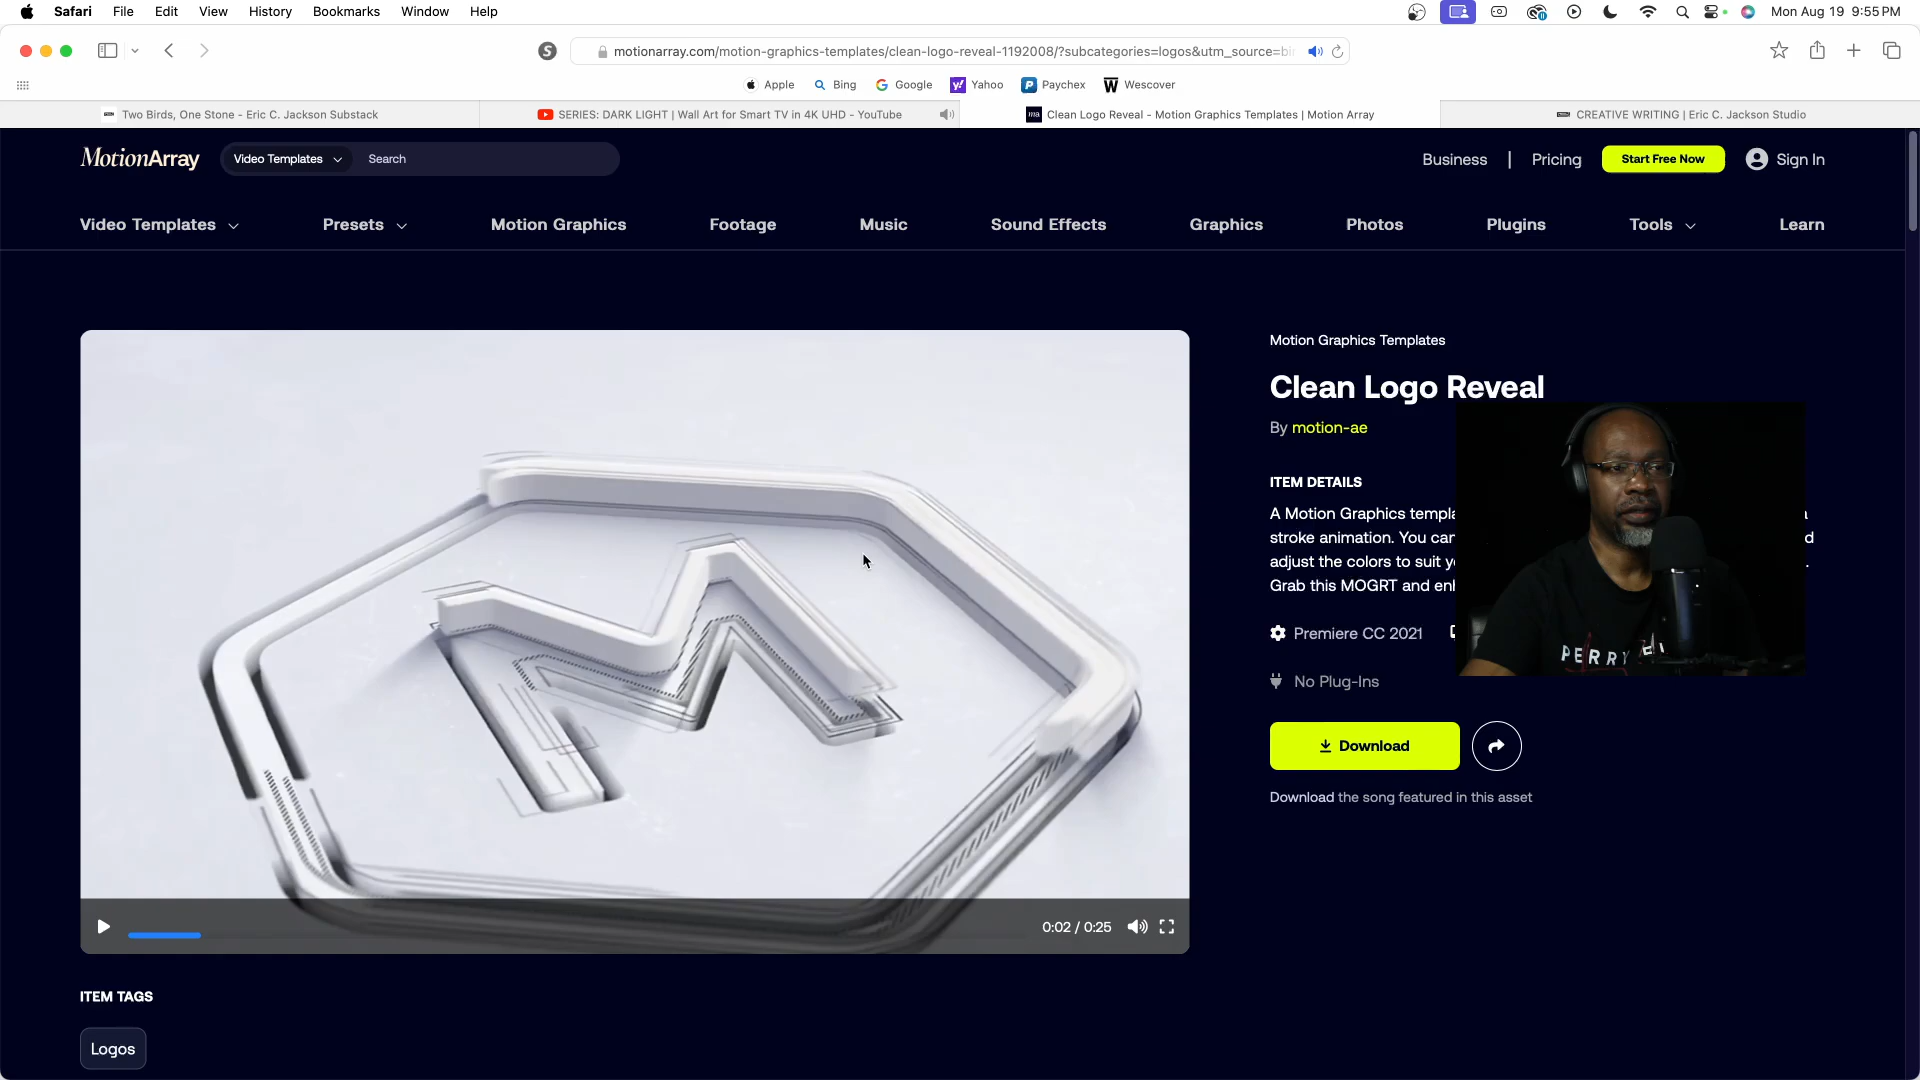 Safari File Edit View History Bookmarks Window Help Mon Aug 19 9:55 PM
motionarray.com/motion-graphics-templates/clean-logo-reveal-1192008/?subcategories=logos&utm_source=bi
Apple Bing Google Yahoo Paychex Wescover
Two Birds, One Stone - Eric C. Jackson Substack
SERIES: DARK LIGHT | Wall Art for Smart TV in 4K UHD - YouTube
Clean Logo Reveal - Motion Graphics Templates | Motion Array
CREATIVE WRITING | Eric C. Jackson Studio
MotionArray Video Templates Search Business | Pricing Start Free Now Sign In
Video Templates Presets Motion Graphics Footage Music Sound Effects Graphics Photos Plugins Tools Learn
Motion Graphics Templates
Clean Logo Reveal
By motion-ae
ITEM DETAILS
A Motion Graphics templa
stroke animation. You can d
adjust the colors to suit y .
Grab this MOGRT and enh
Premiere CC 2021
No Plug-Ins
PERRY
Download
Download the song featured in this asset
0:02 / 0:25
ITEM TAGS
Logos